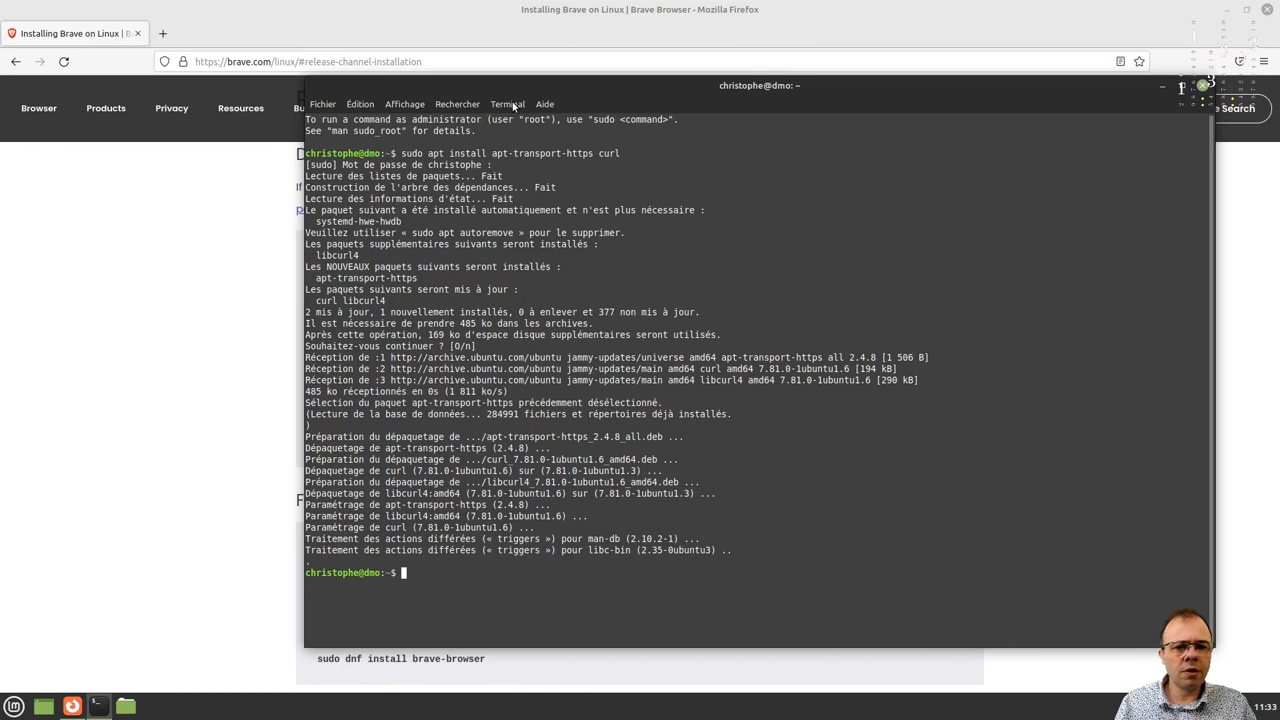 Installing Brave on Linux | Brave Browser - Mozilla Firefox
Installing Brave on Linux | B
https://brave.com/linux/#release-channel-installation
christophe@dmo: ~
Browser Products Privacy Resources
Search
Fichier Édition Affichage Rechercher Terminal Aide
To run a command as administrator (user "root"), use "sudo <command>".
See "man sudo_root" for details.
christophe@dmo:~$ sudo apt install apt-transport-https curl
[sudo] Mot de passe de christophe :
Lecture des listes de paquets... Fait
Construction de l'arbre des dépendances... Fait
Lecture des informations d'état... Fait
Le paquet suivant a été installé automatiquement et n'est plus nécessaire :
systemd-hwe-hwdb
Veuillez utiliser « sudo apt autoremove » pour le supprimer.
Les paquets supplémentaires suivants seront installés :
libcurl4
Les NOUVEAUX paquets suivants seront installés :
apt-transport-https
Les paquets suivants seront mis à jour :
curl libcurl4
2 mis à jour, 1 nouvellement installés, 0 à enlever et 377 non mis à jour.
Il est nécessaire de prendre 485 ko dans les archives.
Après cette opération, 169 ko d'espace disque supplémentaires seront utilisés.
Souhaitez-vous continuer ? [O/n]
Réception de :1 http://archive.ubuntu.com/ubuntu jammy-updates/universe amd64 apt-transport-https all 2.4.8 [1 506 B]
Réception de :2 http://archive.ubuntu.com/ubuntu jammy-updates/main amd64 curl amd64 7.81.0-1ubuntu1.6 [194 kB]
Réception de :3 http://archive.ubuntu.com/ubuntu jammy-updates/main amd64 libcurl4 amd64 7.81.0-1ubuntu1.6 [290 kB]
485 ko réceptionnés en 0s (1 811 ko/s)
Sélection du paquet apt-transport-https précédemment désélectionné.
(Lecture de la base de données... 284991 fichiers et répertoires déjà installés.
)
Préparation du dépaquetage de .../apt-transport-https_2.4.8_all.deb ...
Dépaquetage de apt-transport-https (2.4.8) ...
Préparation du dépaquetage de .../curl_7.81.0-1ubuntu1.6_amd64.deb ...
Dépaquetage de curl (7.81.0-1ubuntu1.6) sur (7.81.0-1ubuntu1.3) ...
Préparation du dépaquetage de .../libcurl4_7.81.0-1ubuntu1.6_amd64.deb ...
Dépaquetage de libcurl4:amd64 (7.81.0-1ubuntu1.6) sur (7.81.0-1ubuntu1.3) ...
Paramétrage de apt-transport-https (2.4.8) ...
Paramétrage de libcurl4:amd64 (7.81.0-1ubuntu1.6) ...
Paramétrage de curl (7.81.0-1ubuntu1.6) ...
Traitement des actions différées (« triggers ») pour man-db (2.10.2-1) ...
Traitement des actions différées (« triggers ») pour libc-bin (2.35-0ubuntu3) ..
.
christophe@dmo:~$
sudo dnf install brave-browser
11:33